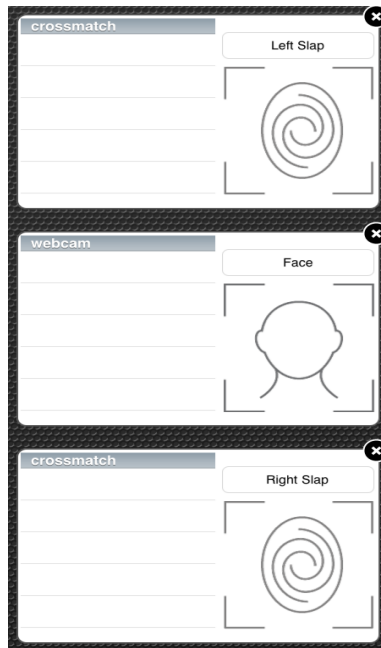 crossmatch
Left Slap
webcam
Face
crossmatch
Right Slap